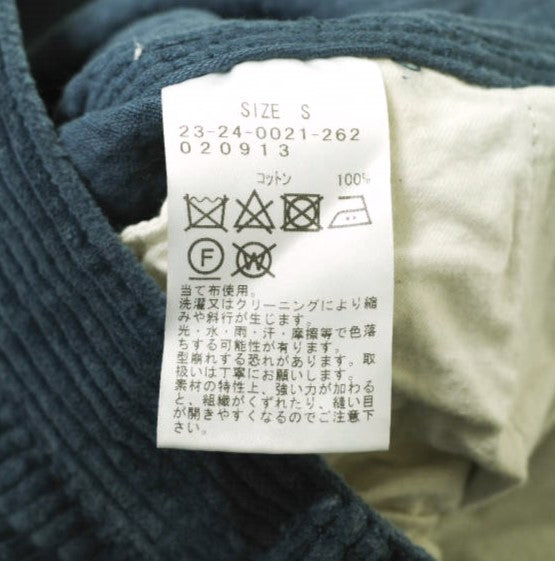 SIZE S
23-24-0021-262
020913
コットン 100%
F
W
当て布使用。
洗濯又はクリーニングにより縮
みや斜行が生じます。
光・水・雨・汗・摩擦等で色落
ちする可能性が有ります。
型崩れする恐れがあります。取
扱いは丁寧にお願いします。
素材の特性上、強い力が加わる
と、組織がくずれたり、縫い目
が開きやすくなるのでご注意下
さい。